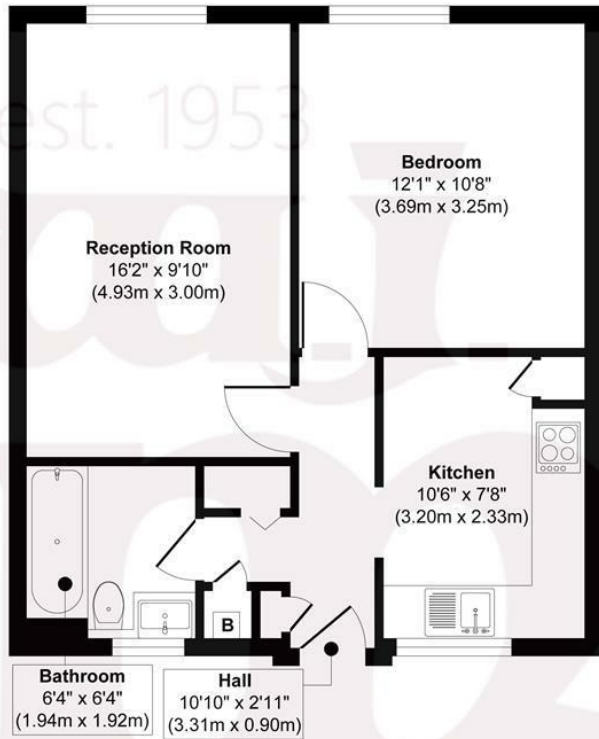 est. 1953
Bedroom
12'1" x 10'8"
(3.69m x 3.25m)
Reception Room
16'2" x 9'10"
(4.93m x 3.00m)
Kitchen
10'6" x 7'8"
(3.20m x 2.33m)
B
Bathroom
6'4" x 6'4"
(1.94m x 1.92m)
Hall
10'10" x 2'11"
(3.31m x 0.90m)